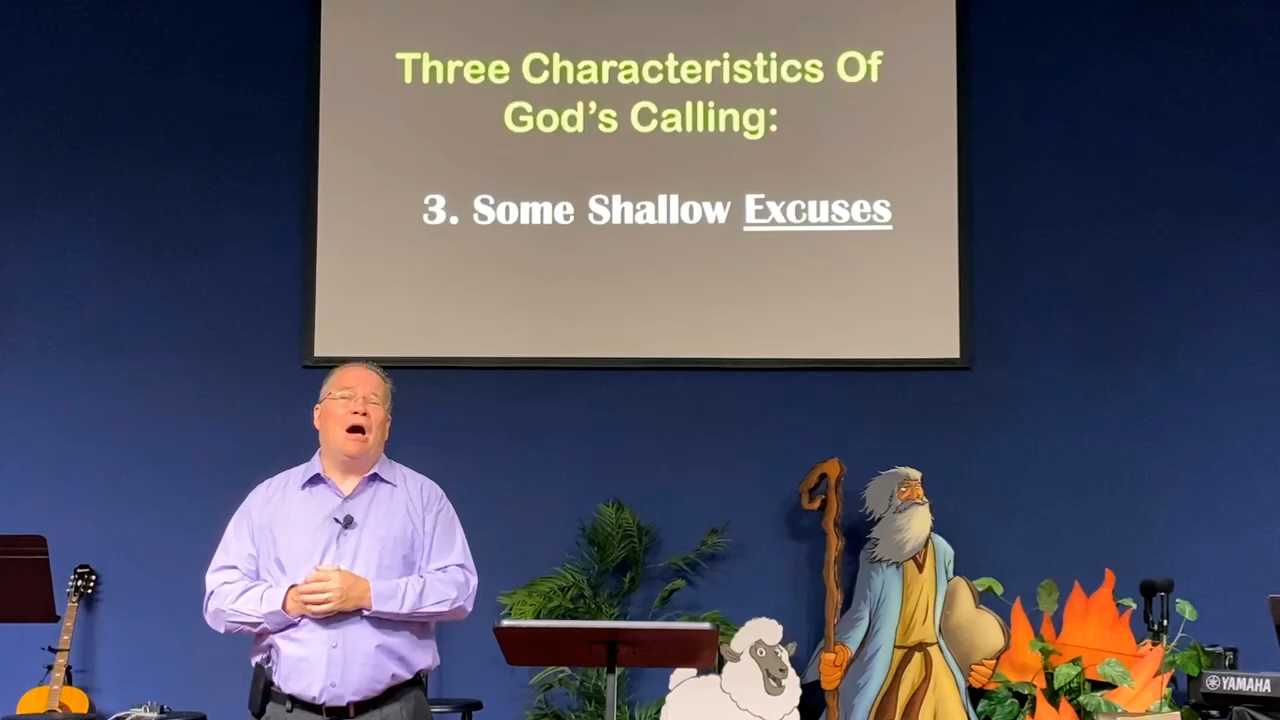 Three Characteristics Of
God's Calling:
3. Some Shallow Excuses
YAMAHA